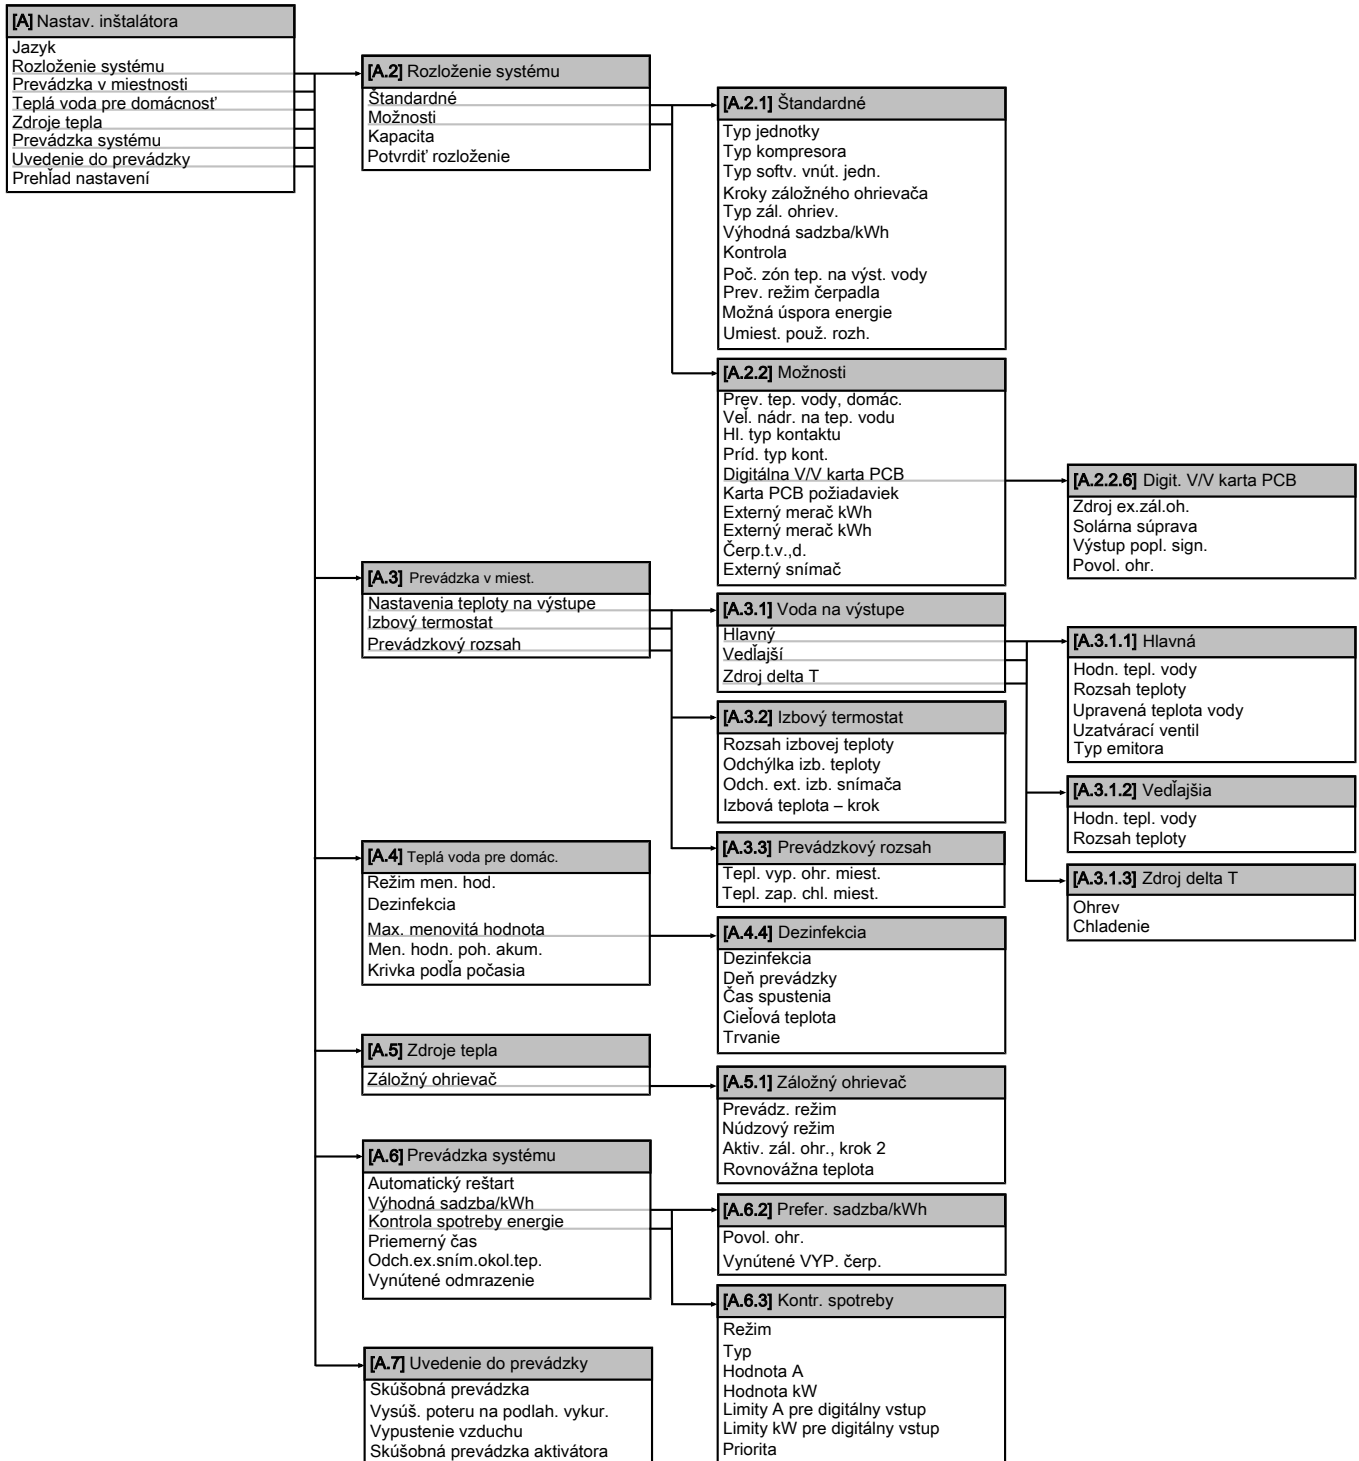 [A] Nastav. inštalátora
Jazyk
Rozloženie systému
Prevádzka v miestnosti
Teplá voda pre domácnosť
Zdroje tepla
Prevádzka systému
Uvedenie do prevádzky
Prehľad nastavení
[A.2] Rozloženie systému
Štandardné
Možnosti
Kapacita
Potvrdiť rozloženie
[A.2.1] Štandardné
Typ jednotky
Typ kompresora
Typ softv. vnút. jedn.
Kroky záložného ohrievača
Typ zál. ohriev.
Výhodná sadzba/kWh
Kontrola
Poč. zón tep. na výst. vody
Prev. režim čerpadla
Možná úspora energie
Umiest. použ. rozh.
[A.2.2] Možnosti
Prev. tep. vody, domác.
Veľ. nádr. na tep. vodu
Hl. typ kontaktu
Príd. typ kont.
Digitálna V/V karta PCB
Karta PCB požiadaviek
Externý merač kWh
Externý merač kWh
Čerp.t.v.,d.
Externý snímač
[A.2.2.6] Digit. V/V karta PCB
Zdroj ex.zál.oh.
Solárna súprava
Výstup popl. sign.
Povol. ohr.
[A.3] Prevádzka v miest.
Nastavenia teploty na výstupe
Izbový termostat
Prevádzkový rozsah
[A.3.1] Voda na výstupe
Hlavný
Vedľajší
Zdroj delta T
[A.3.1.1] Hlavná
Hodn. tepl. vody
Rozsah teploty
Upravená teplota vody
Uzatvárací ventil
Typ emitora
[A.3.2] Izbový termostat
Rozsah izbovej teploty
Odchýlka izb. teploty
Odch. ext. izb. snímača
Izbová teplota – krok
[A.3.1.2] Vedľajšia
Hodn. tepl. vody
Rozsah teploty
[A.3.3] Prevádzkový rozsah
Tepl. vyp. ohr. miest.
Tepl. zap. chl. miest.
[A.3.1.3] Zdroj delta T
Ohrev
Chladenie
[A.4] Teplá voda pre domác.
Režim men. hod.
Dezinfekcia
Max. menovitá hodnota
Men. hodn. poh. akum.
Krivka podľa počasia
[A.4.4] Dezinfekcia
Dezinfekcia
Deň prevádzky
Čas spustenia
Cieľová teplota
Trvanie
[A.5] Zdroje tepla
Záložný ohrievač
[A.5.1] Záložný ohrievač
Prevádz. režim
Núdzový režim
Aktiv. zál. ohr., krok 2
Rovnovážna teplota
[A.6] Prevádzka systému
Automatický reštart
Výhodná sadzba/kWh
Kontrola spotreby energie
Priemerný čas
Odch.ex.sním.okol.tep.
Vynútené odmrazenie
[A.6.2] Prefer. sadzba/kWh
Povol. ohr.
Vynútené VYP. čerp.
[A.6.3] Kontr. spotreby
Režim
Typ
Hodnota A
Hodnota kW
Limity A pre digitálny vstup
Limity kW pre digitálny vstup
Priorita
[A.7] Uvedenie do prevádzky
Skúšobná prevádzka
Vysúš. poteru na podlah. vykur.
Vypustenie vzduchu
Skúšobná prevádzka aktivátora